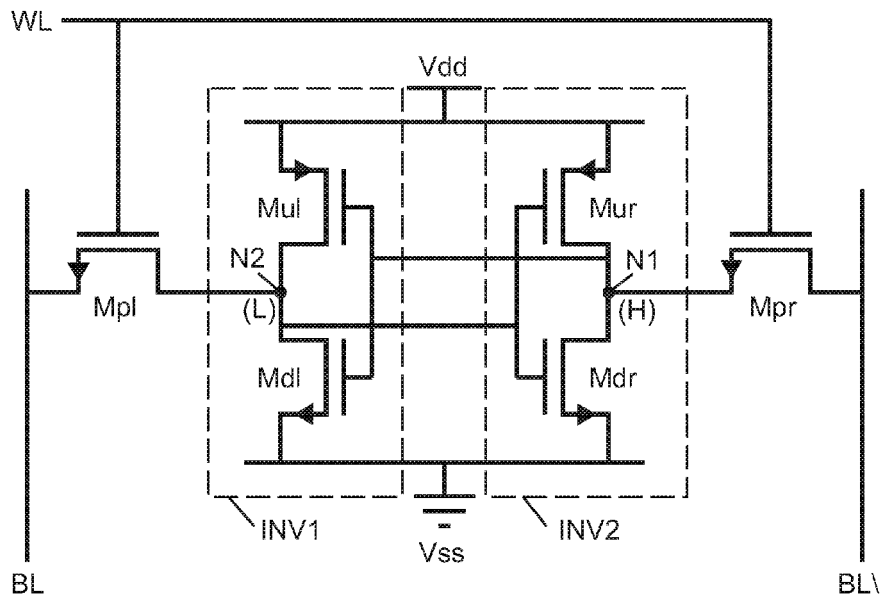 WL
Vdd
Mul
Mur
N2
N1
(L)
(H)
Mpl
Mpr
Mdl
Mdr
INV1
INV2
Vss
BL
BL\